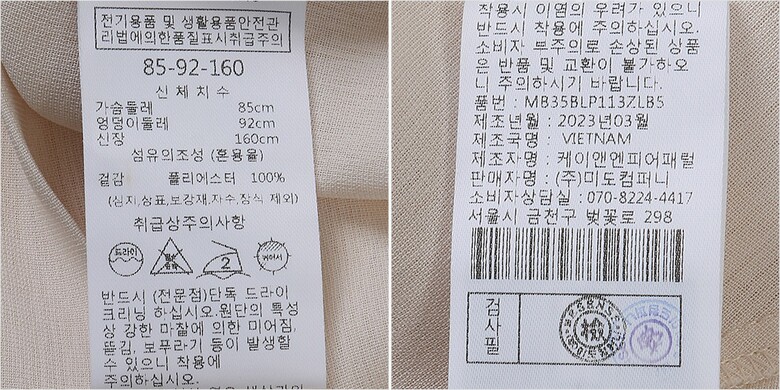 전기용품 및 생활용품안전관
리법에의한품질표시취급주의
85-92-160
신 체 치 수
가슴둘레 85cm
엉덩이둘레 92cm
신장 160cm
섬유의조성 (혼용율)
겉감 폴리에스터 100%
(심지,상표,보강재,자수,장식 제외)
취급상주의사항
드라이
2
반드시 (전문점)단독 드라이
크리닝 하십시오.원단의 특성
상 강한 마찰에 의한 미어짐,
뜯김, 보푸라기 등이 발생할
수 있으니 착용에
주의하십시오.
착용시 이염의 우려가 있으니
반드시 착용에 주의하십시오.
소비자 부주의로 손상된 상품
은 반품 및 교환이 불가하오
니 주의하시기 바랍니다.
품번 : MB35BLP113ZLB5
제조년월 : 2023년03월
제조국명 : VIETNAM
제조자명 : 케이앤엔피어패럴
판매자명 : (주)미도컴퍼니
소비자상담실 : 070-8224-4417
서울시 금천구 벚꽃로 298
검
사
필